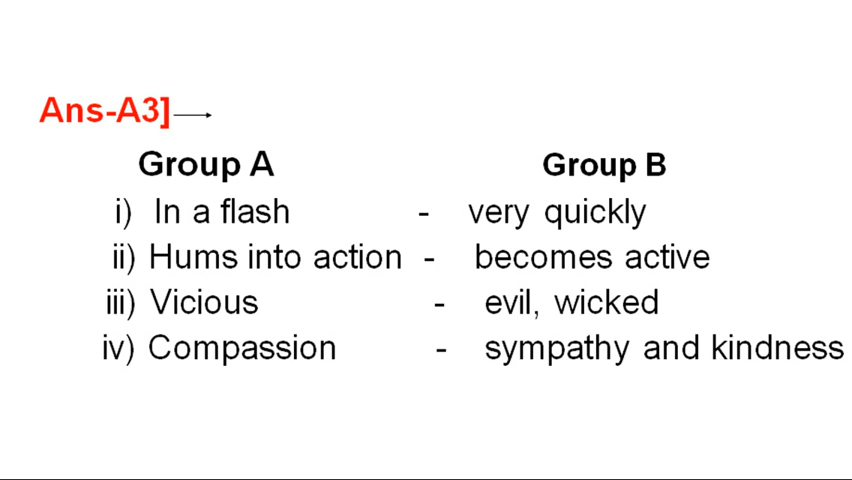 Ans-A3]
Group A Group B
i) In a flash - very quickly
ii) Hums into action - becomes active
iii) Vicious - evil, wicked
iv) Compassion - sympathy and kindness